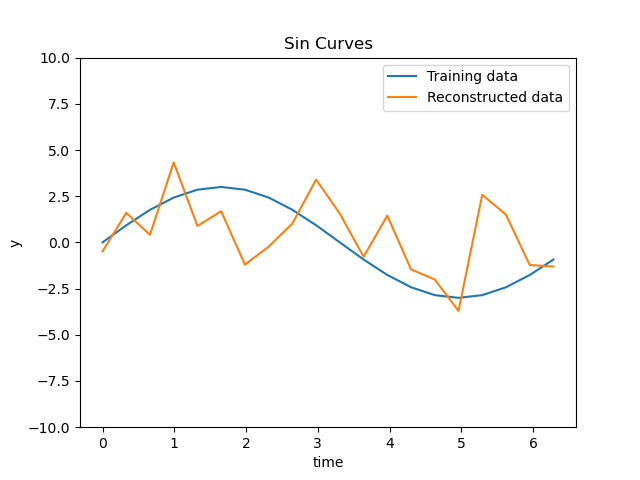 Sin Curves
Training data
Reconstructed data
10.0
7.5
5.0
2.5
0.0
−2.5
−5.0
−7.5
−10.0
y
0 1 2 3 4 5 6
time